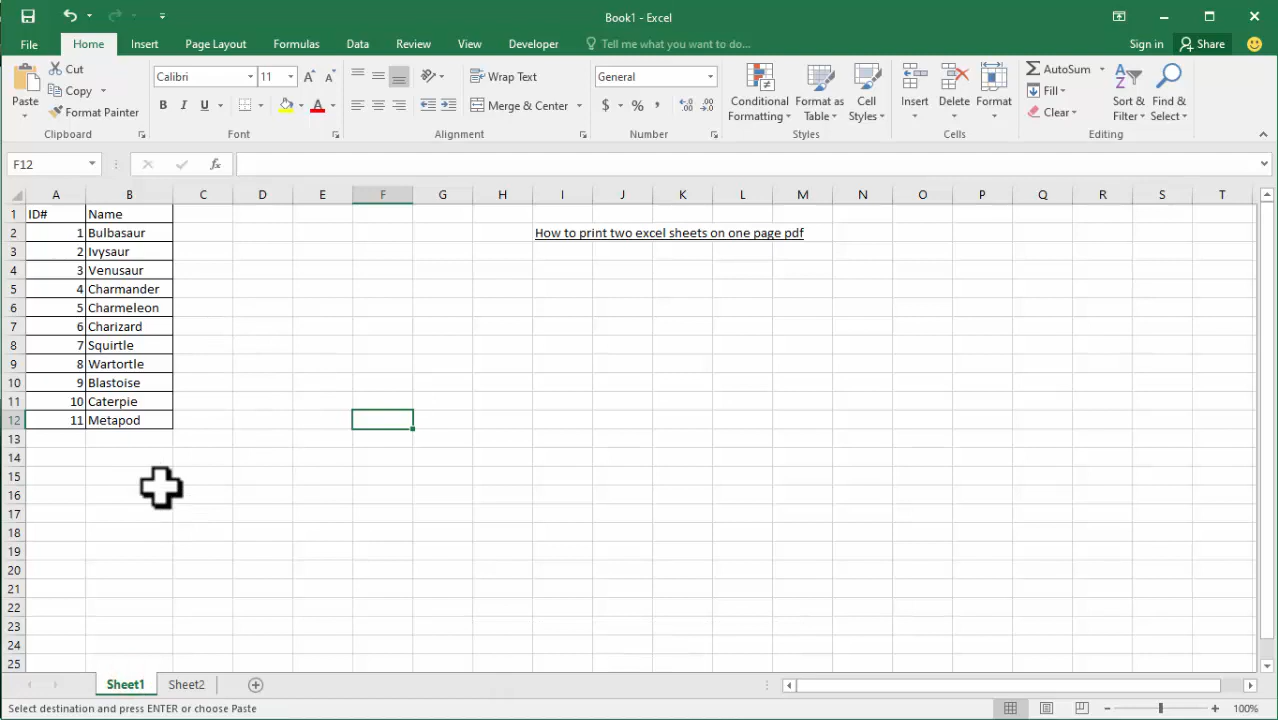 Book1 - Excel
File Home Insert Page Layout Formulas Data Review View Developer Tell me what you want to do... Sign in Share
Paste Cut Copy Format Painter Clipboard
Calibri 11 B I U A A A Font
Wrap Text Merge & Center Alignment
General $ % , Number
Conditional Formatting Format as Table Cell Styles Styles
Insert Delete Format Cells
AutoSum Fill Clear Sort & Filter Find & Select Editing
F12 fx
A B C D E F G H I J K L M N O P Q R S T
1 ID# Name
2 1 Bulbasaur How to print two excel sheets on one page pdf
3 2 Ivysaur
4 3 Venusaur
5 4 Charmander
6 5 Charmeleon
7 6 Charizard
8 7 Squirtle
9 8 Wartortle
10 9 Blastoise
11 10 Caterpie
12 11 Metapod
13
14
15
16
17
18
19
20
21
22
23
24
25
Sheet1 Sheet2
Select destination and press ENTER or choose Paste 100%